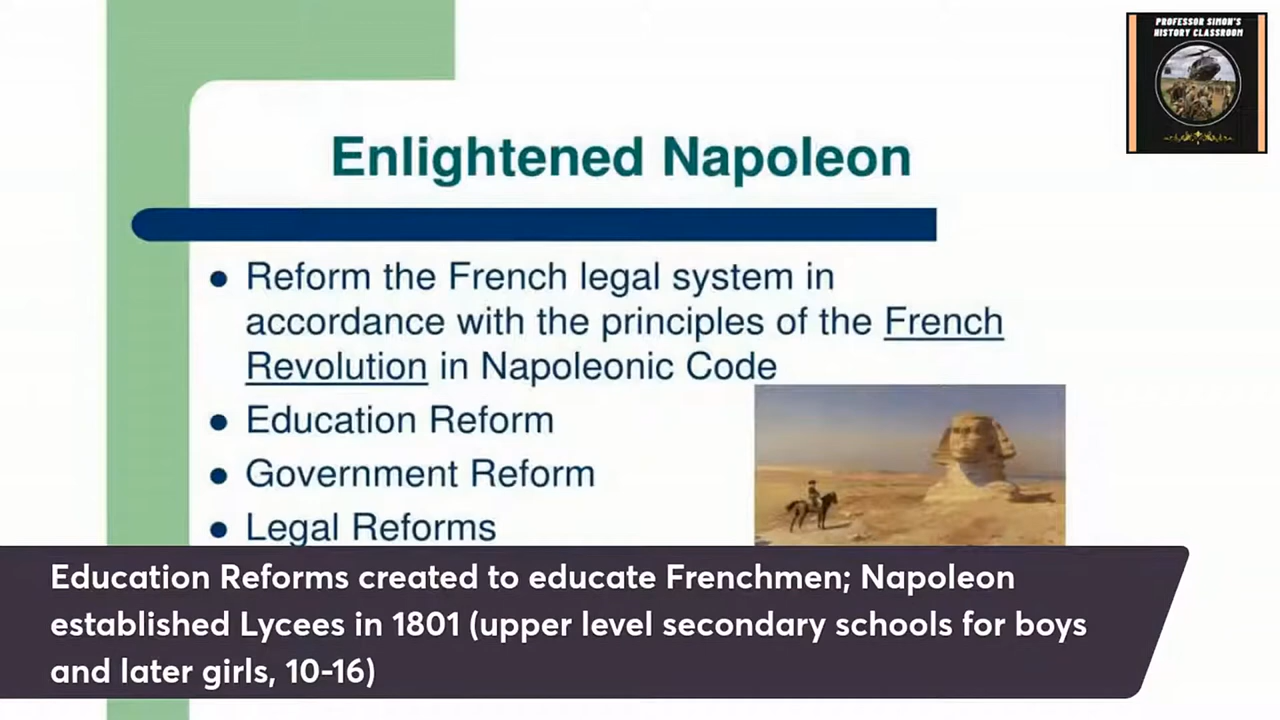 PROFESSOR SIMON'S
HISTORY CLASSROOM
Enlightened Napoleon
• Reform the French legal system in
accordance with the principles of the French
Revolution in Napoleonic Code
• Education Reform
• Government Reform
• Legal Reforms
Education Reforms created to educate Frenchmen; Napoleon
established Lycees in 1801 (upper level secondary schools for boys
and later girls, 10-16)